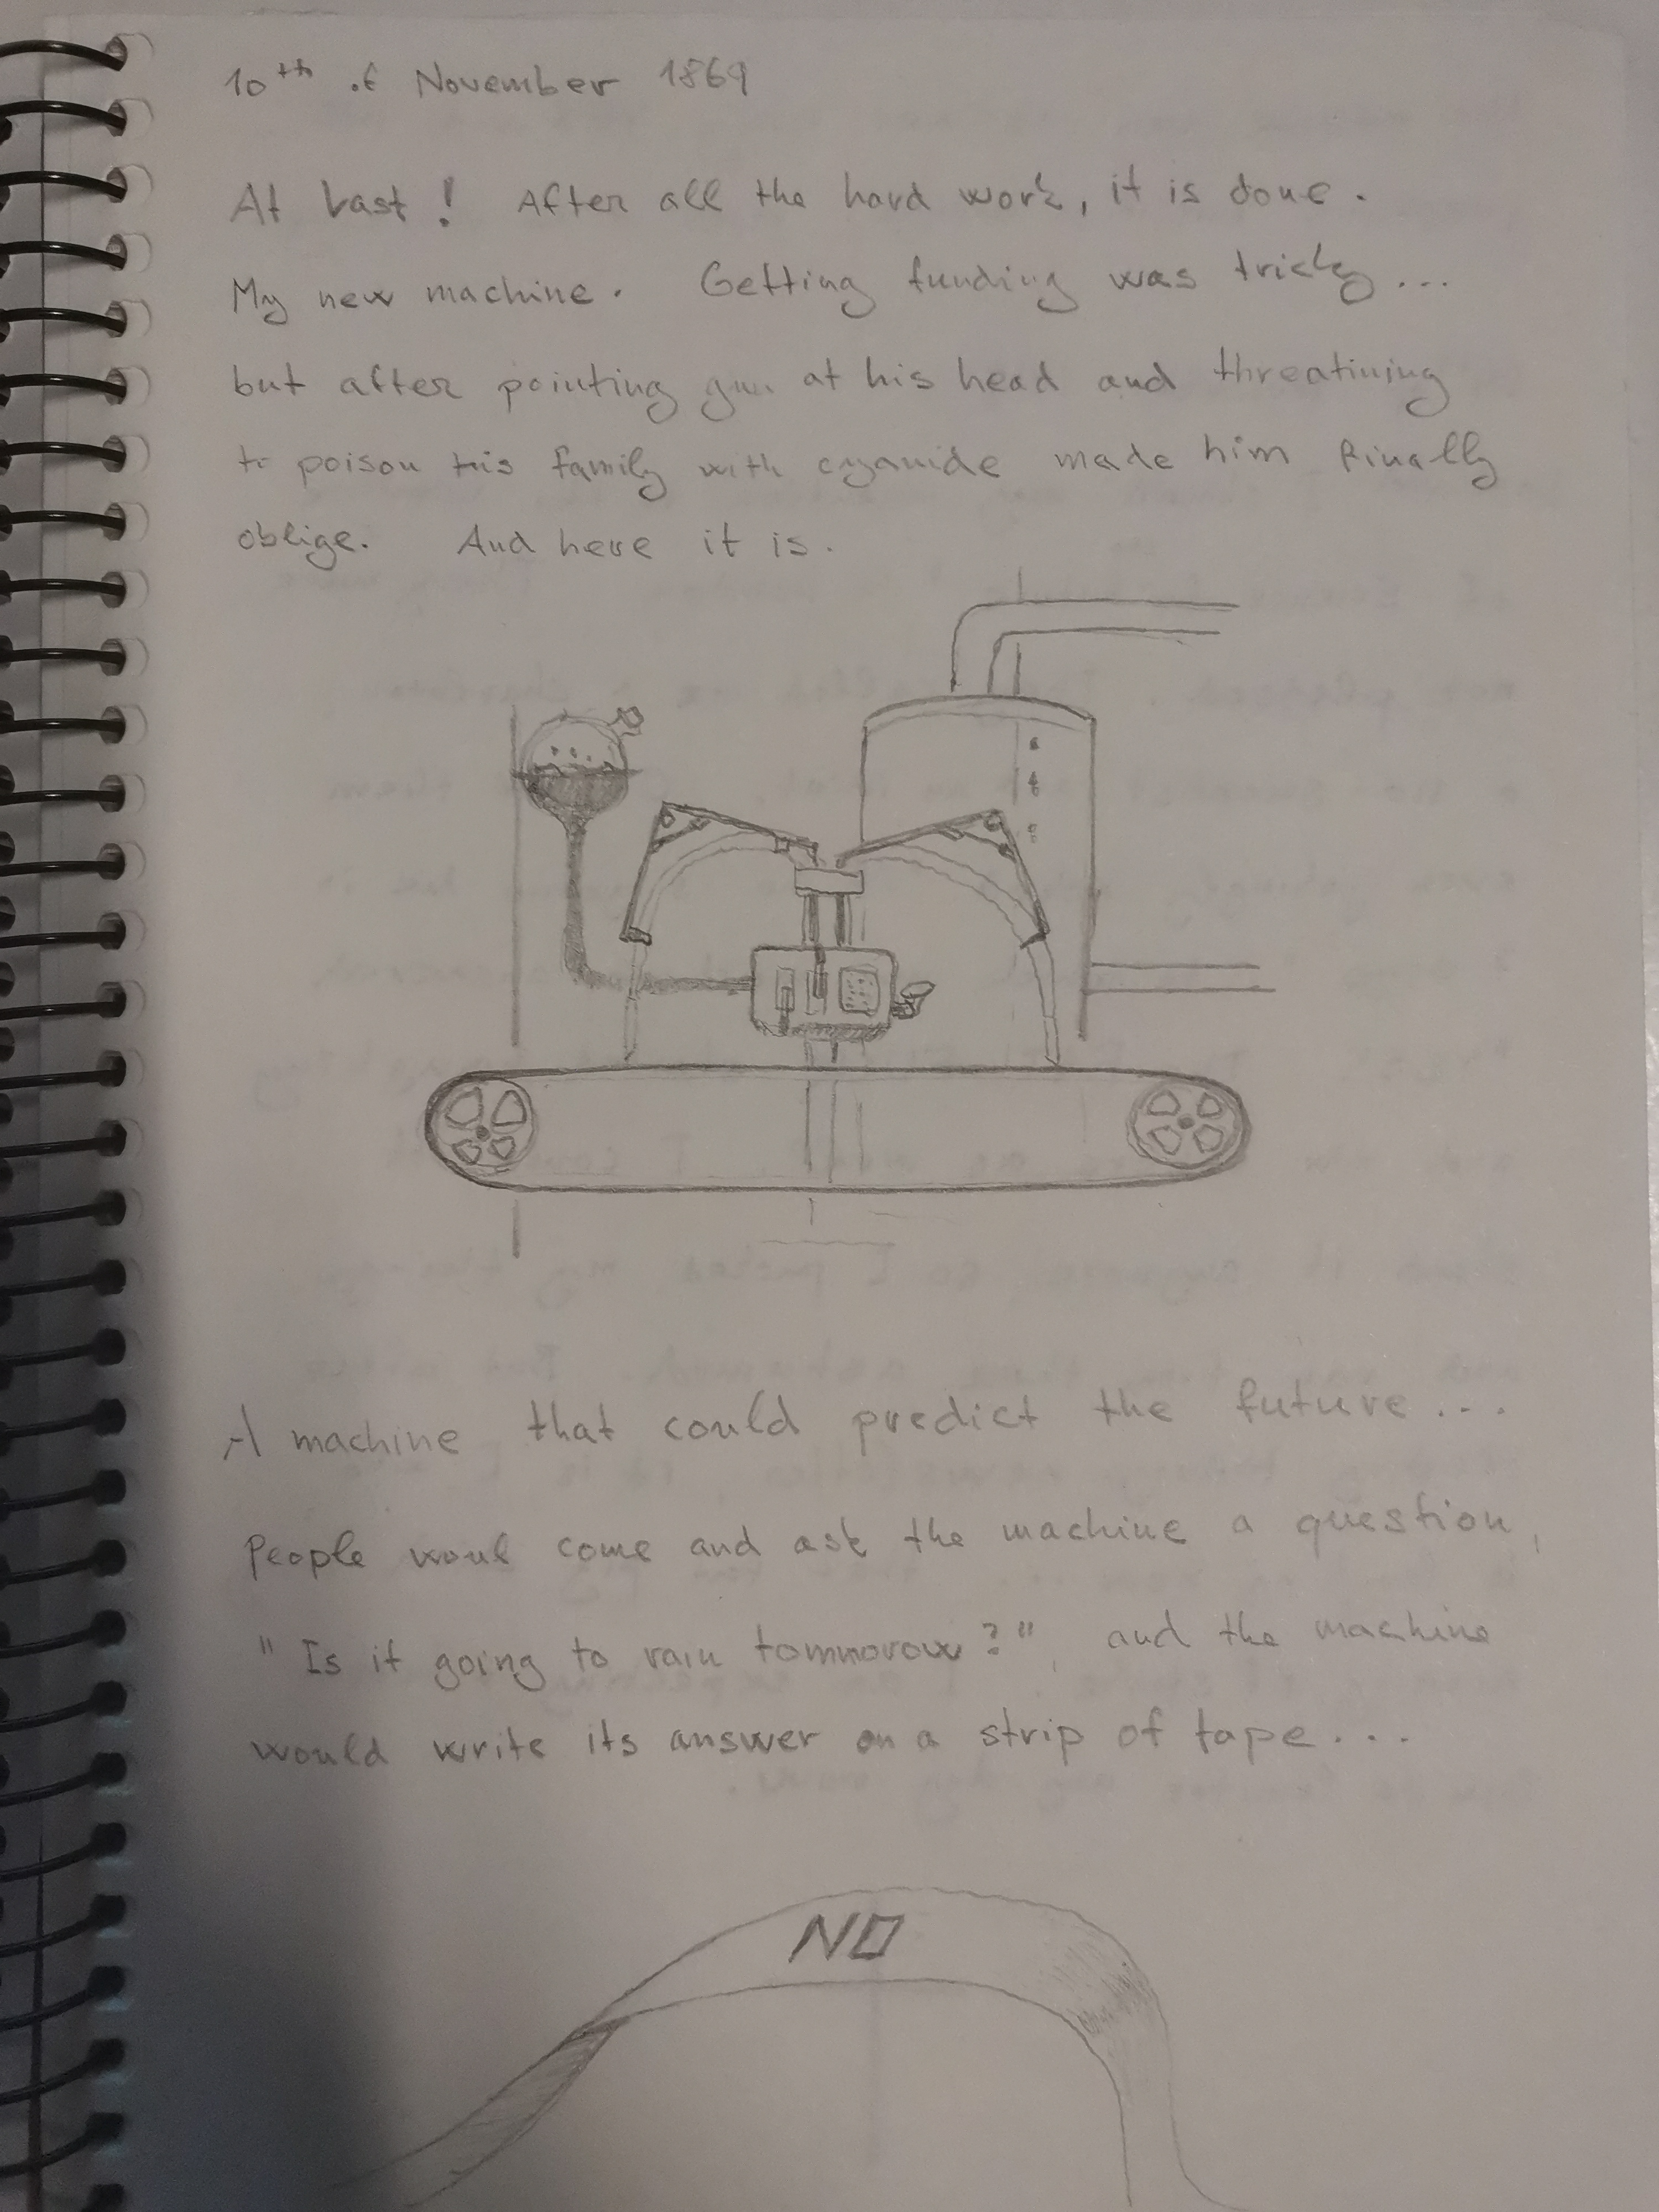 10th of November 1869
At last! After all the hard work, it is done.
My new machine. Getting funding was tricky...
but after pointing gun at his head and threatining
to poison his family with cyanide made him finally
oblige. And here it is.
A machine that could predict the future...
People woul come and ask the machine a question,
"Is it going to rain tommorow?", and the machine
would write its answer on a strip of tape...
NO